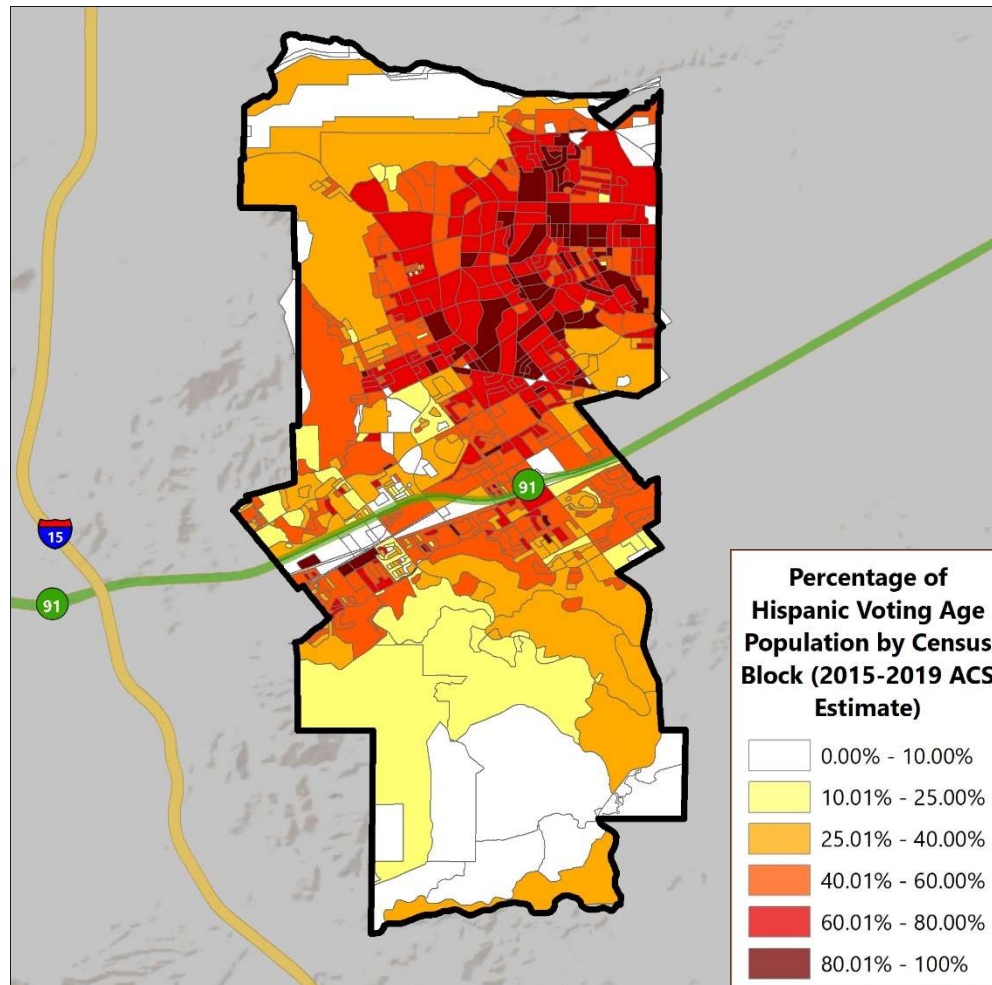 91
15
91
Percentage of
Hispanic Voting Age
Population by Census
Block (2015-2019 ACS
Estimate)
0.00% - 10.00%
10.01% - 25.00%
25.01% - 40.00%
40.01% - 60.00%
60.01% - 80.00%
80.01% - 100%